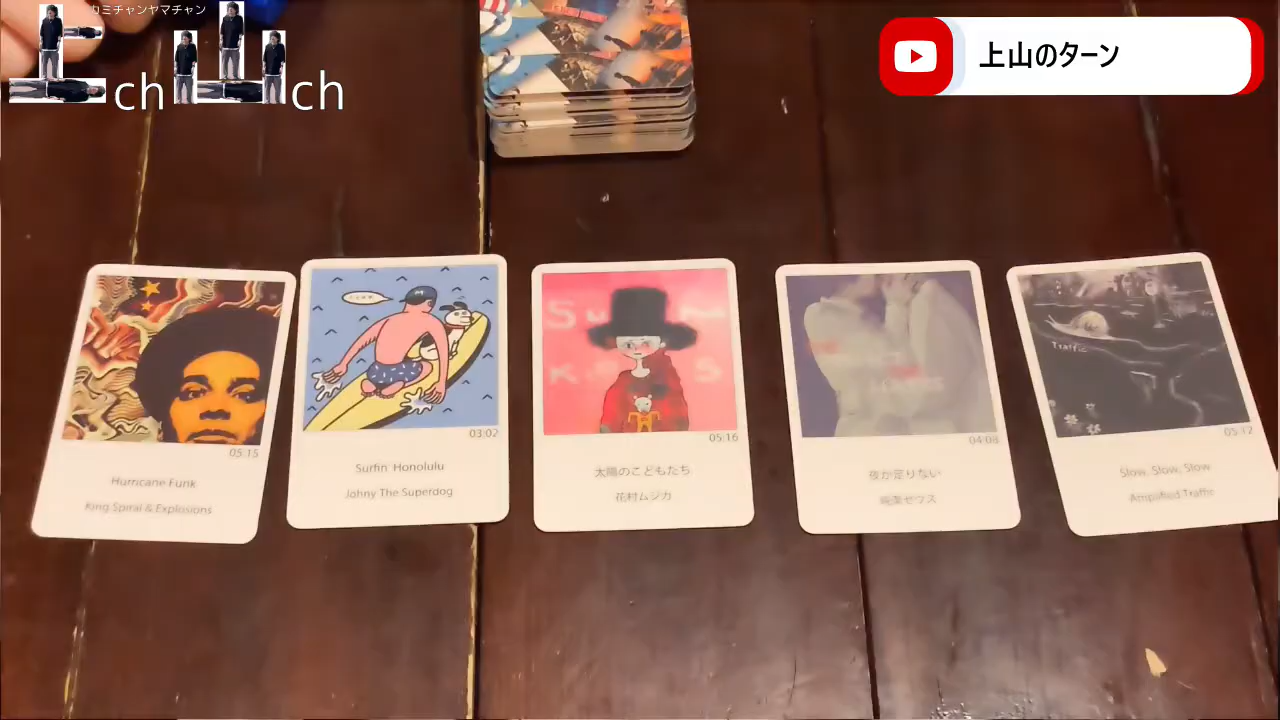 カミチャンヤマチャン
ch ch
上山のターン
05:15
Hurricane Funk
King Spiral & Explosions
03:02
Surfin' Honolulu
Johny The Superdog
05:16
太陽のこどもたち
花村ムジカ
04:08
夜が足りない
Traffic
05:12
Slow, Slow, Slow
Amplified Traffic